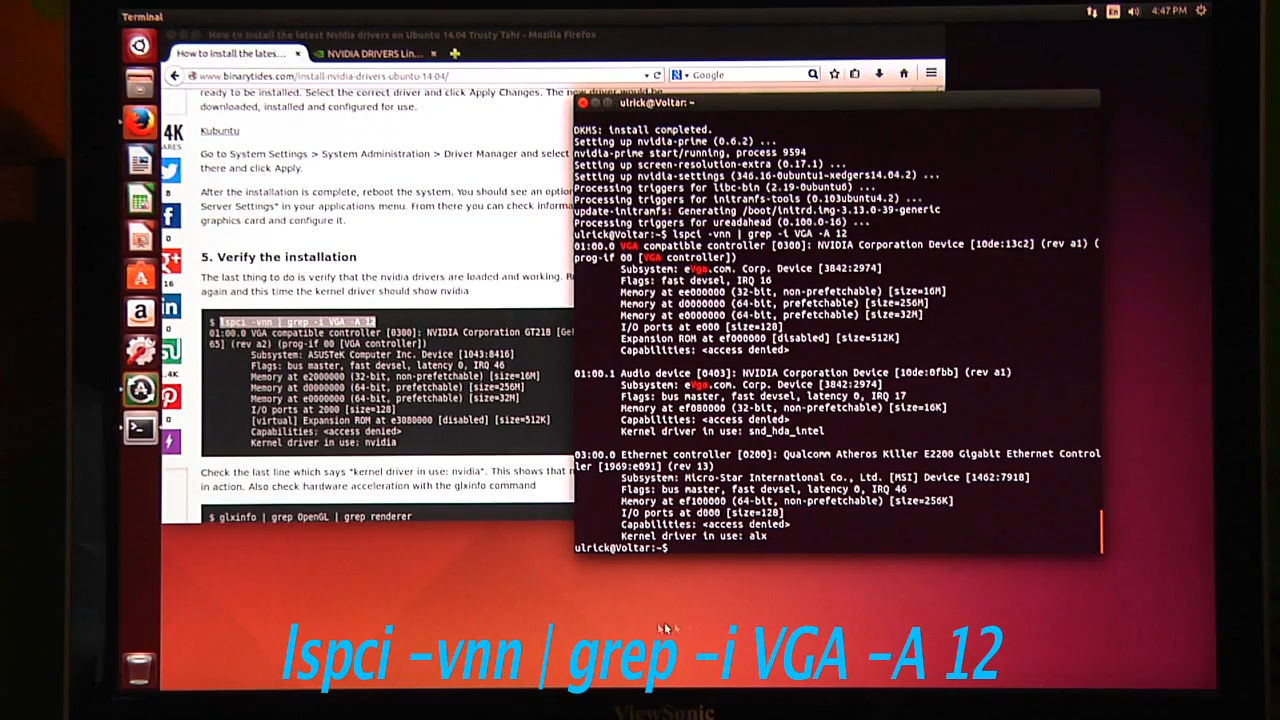 Terminal
En
4:47 PM
How to install the latest Nvidia drivers on Ubuntu 14.04 Trusty Tahr - Mozilla Firefox
How to install the lates...
NVIDIA DRIVERS Lin...
www.binarytides.com/install-nvidia-drivers-ubuntu-14-04/
Google
ready to be installed. Select the correct driver and click Apply Changes. The new driver would be
downloaded, installed and configured for use.
4K
Kubuntu
Go to System Settings > System Administration > Driver Manager and select
there and click Apply.
8
After the installation is complete, reboot the system. You should see an option
Server Settings" in your applications menu. From there you can check informa
graphics card and configure it.
0
5. Verify the installation
The last thing to do is verify that the nvidia drivers are loaded and working.
16
again and this time the kernel driver should show nvidia
0
$ lspci -vnn | grep -i VGA -A 12
01:00.0 VGA compatible controller [0300]: NVIDIA Corporation GT218 [Ge
65] (rev a2) (prog-if 00 [VGA controller])
Subsystem: ASUSTeK Computer Inc. Device [1043:8416]
Flags: bus master, fast devsel, latency 0, IRQ 46
Memory at e2000000 (32-bit, non-prefetchable) [size=16M]
Memory at d0000000 (64-bit, prefetchable) [size=256M]
Memory at e0000000 (64-bit, prefetchable) [size=32M]
I/O ports at 2000 [size=128]
[virtual] Expansion ROM at e3080000 [disabled] [size=512K]
Capabilities: <access denied>
Kernel driver in use: nvidia
.4K
0
Check the last line which says "kernel driver in use: nvidia". This shows that
in action. Also check hardware acceleration with the glxinfo command
$ glxinfo | grep OpenGL | grep renderer
ulrick@Voltar: ~
DKMS: install completed.
Setting up nvidia-prime (0.6.2) ...
nvidia-prime start/running, process 9594
Setting up screen-resolution-extra (0.17.1) ...
Setting up nvidia-settings (346.16-0ubuntu1~xedgers14.04.2) ...
Processing triggers for libc-bin (2.19-0ubuntu6) ...
Processing triggers for initramfs-tools (0.103ubuntu4.2) ...
update-initramfs: Generating /boot/initrd.img-3.13.0-39-generic
Processing triggers for ureadahead (0.100.0-16) ...
ulrick@Voltar:~$ lspci -vnn | grep -i VGA -A 12
01:00.0 VGA compatible controller [0300]: NVIDIA Corporation Device [10de:13c2] (rev a1) (
prog-if 00 [VGA controller])
Subsystem: eVga.com. Corp. Device [3842:2974]
Flags: fast devsel, IRQ 16
Memory at ee000000 (32-bit, non-prefetchable) [size=16M]
Memory at d0000000 (64-bit, prefetchable) [size=256M]
Memory at e0000000 (64-bit, prefetchable) [size=32M]
I/O ports at e000 [size=128]
Expansion ROM at ef000000 [disabled] [size=512K]
Capabilities: <access denied>
01:00.1 Audio device [0403]: NVIDIA Corporation Device [10de:0fbb] (rev a1)
Subsystem: eVga.com. Corp. Device [3842:2974]
Flags: bus master, fast devsel, latency 0, IRQ 17
Memory at ef080000 (32-bit, non-prefetchable) [size=16K]
Capabilities: <access denied>
Kernel driver in use: snd_hda_intel
03:00.0 Ethernet controller [0200]: Qualcomm Atheros Killer E2200 Gigabit Ethernet Control
ler [1969:e091] (rev 13)
Subsystem: Micro-Star International Co., Ltd. [MSI] Device [1462:7918]
Flags: bus master, fast devsel, latency 0, IRQ 46
Memory at ef100000 (64-bit, non-prefetchable) [size=256K]
I/O ports at d000 [size=128]
Capabilities: <access denied>
Kernel driver in use: alx
ulrick@Voltar:~$
lspci -vnn | grep -i VGA -A 12
ViewSonic